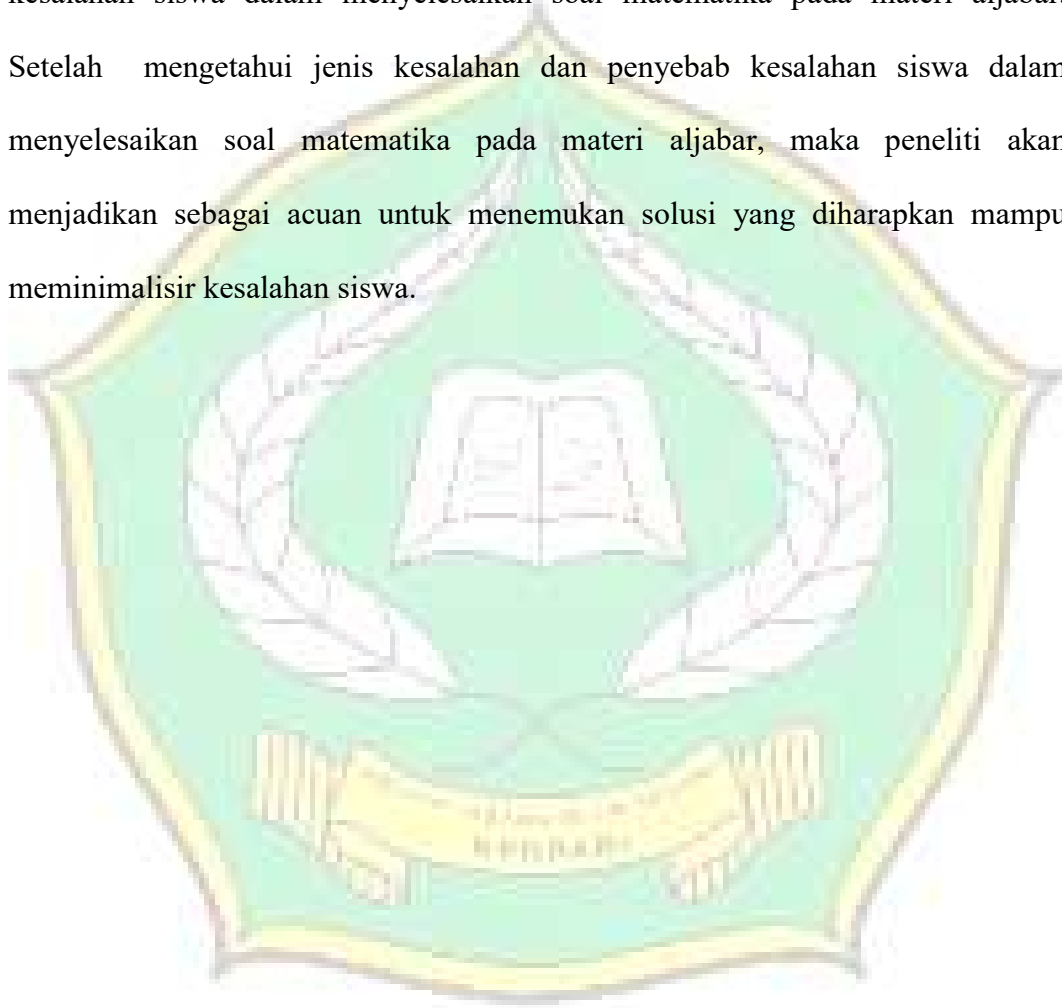 kesalahan siswa dalam menyelesaikan soal matematika pada materi aljabar.
Setelah mengetahui jenis kesalahan dan penyebab kesalahan siswa dalam
menyelesaikan soal matematika pada materi aljabar, maka peneliti akan
menjadikan sebagai acuan untuk menemukan solusi yang diharapkan mampu
meminimalisir kesalahan siswa.
KENDARI